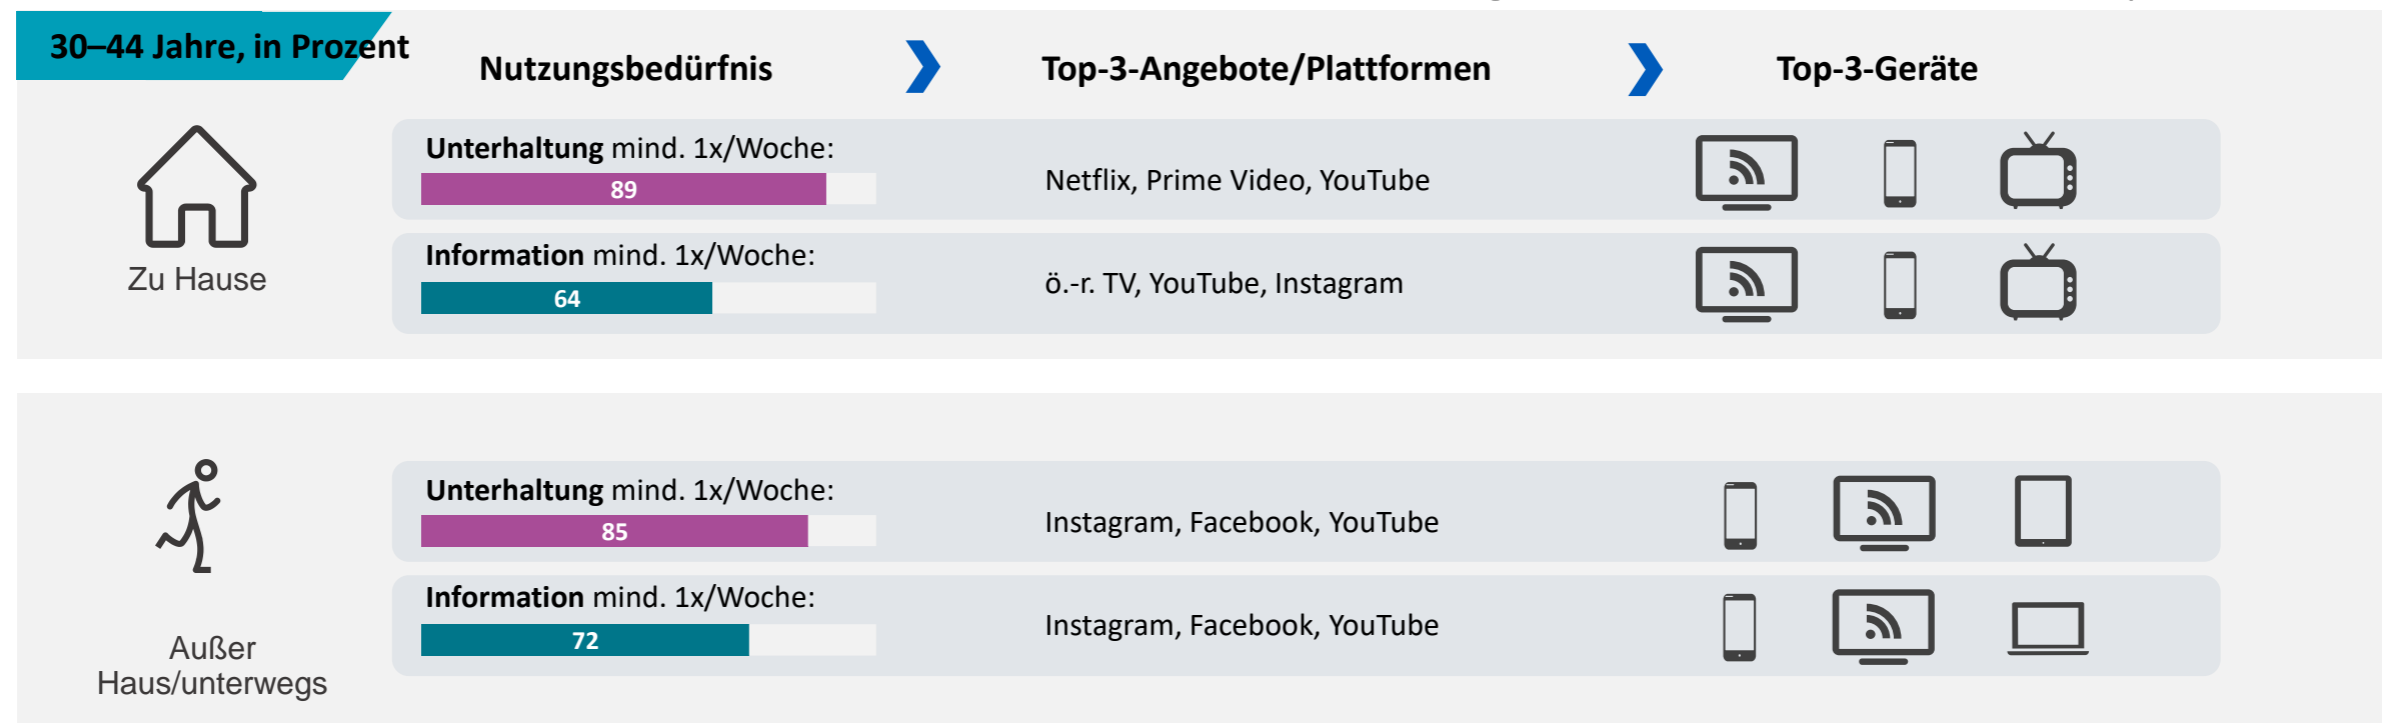 30–44 Jahre, in Prozent
Nutzungsbedürfnis
Top-3-Angebote/Plattformen
Top-3-Geräte
Unterhaltung mind. 1x/Woche:
89
Netflix, Prime Video, YouTube
Information mind. 1x/Woche:
64
ö.-r. TV, YouTube, Instagram
Zu Hause
Unterhaltung mind. 1x/Woche:
85
Instagram, Facebook, YouTube
Information mind. 1x/Woche:
72
Instagram, Facebook, YouTube
Außer
Haus/unterwegs